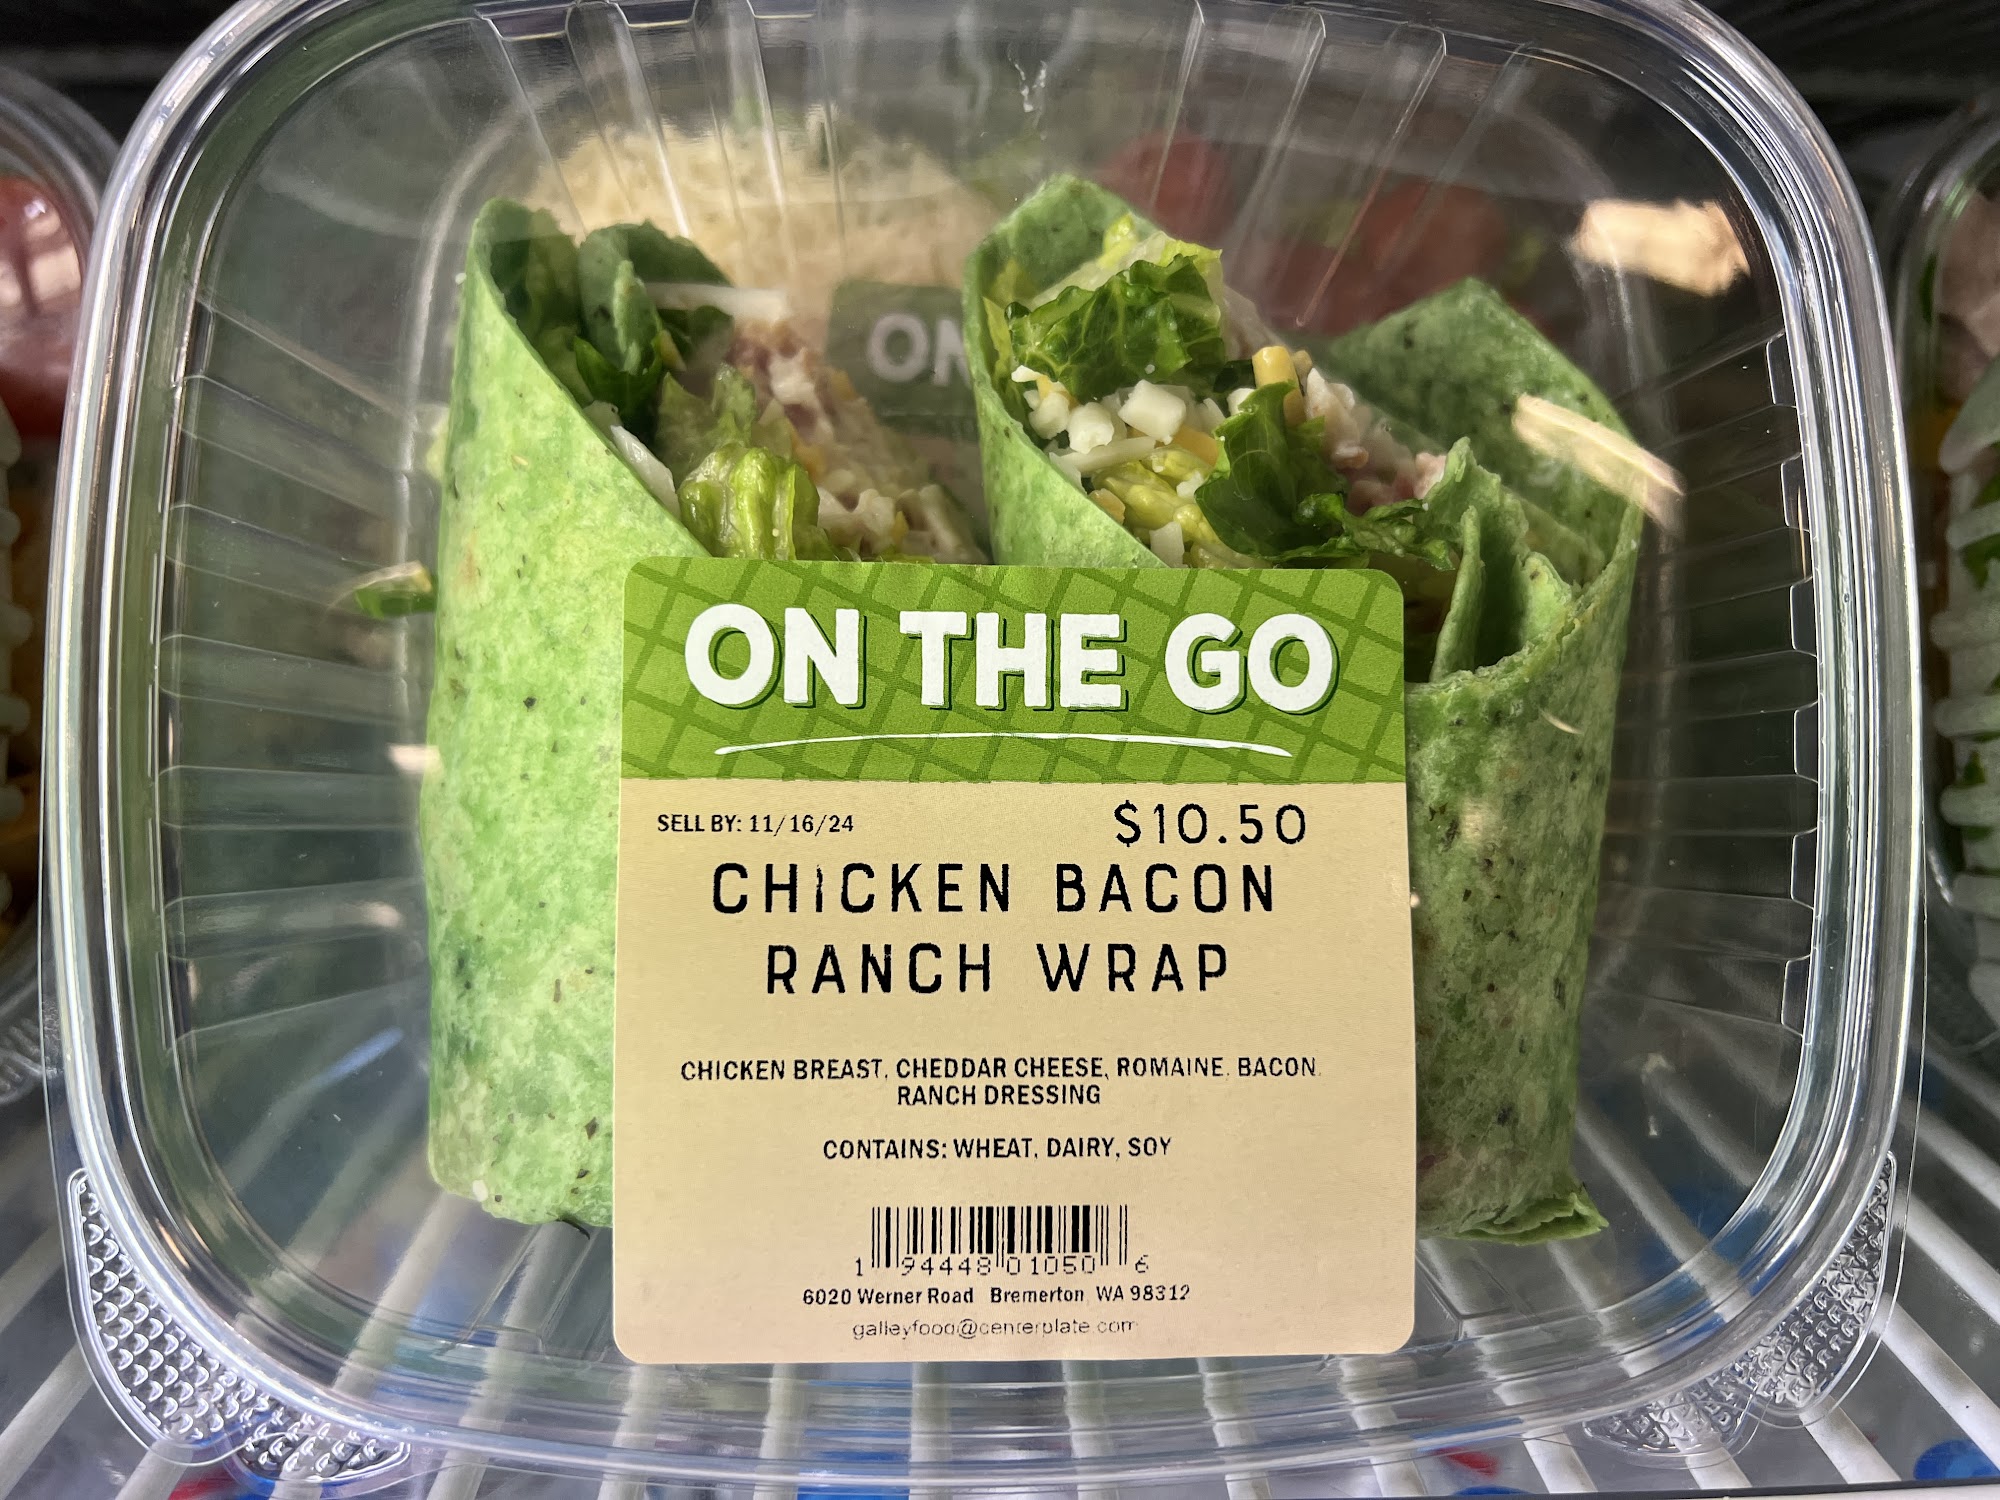 ON
ON THE GO
SELL BY: 11/16/24
$10.50
CHICKEN BACON
RANCH WRAP
CHICKEN BREAST, CHEDDAR CHEESE, ROMAINE, BACON,
RANCH DRESSING
CONTAINS: WHEAT, DAIRY, SOY
1 94448 01050 6
6020 Werner Road Bremerton, WA 98312
galleyfood@centerplate.com